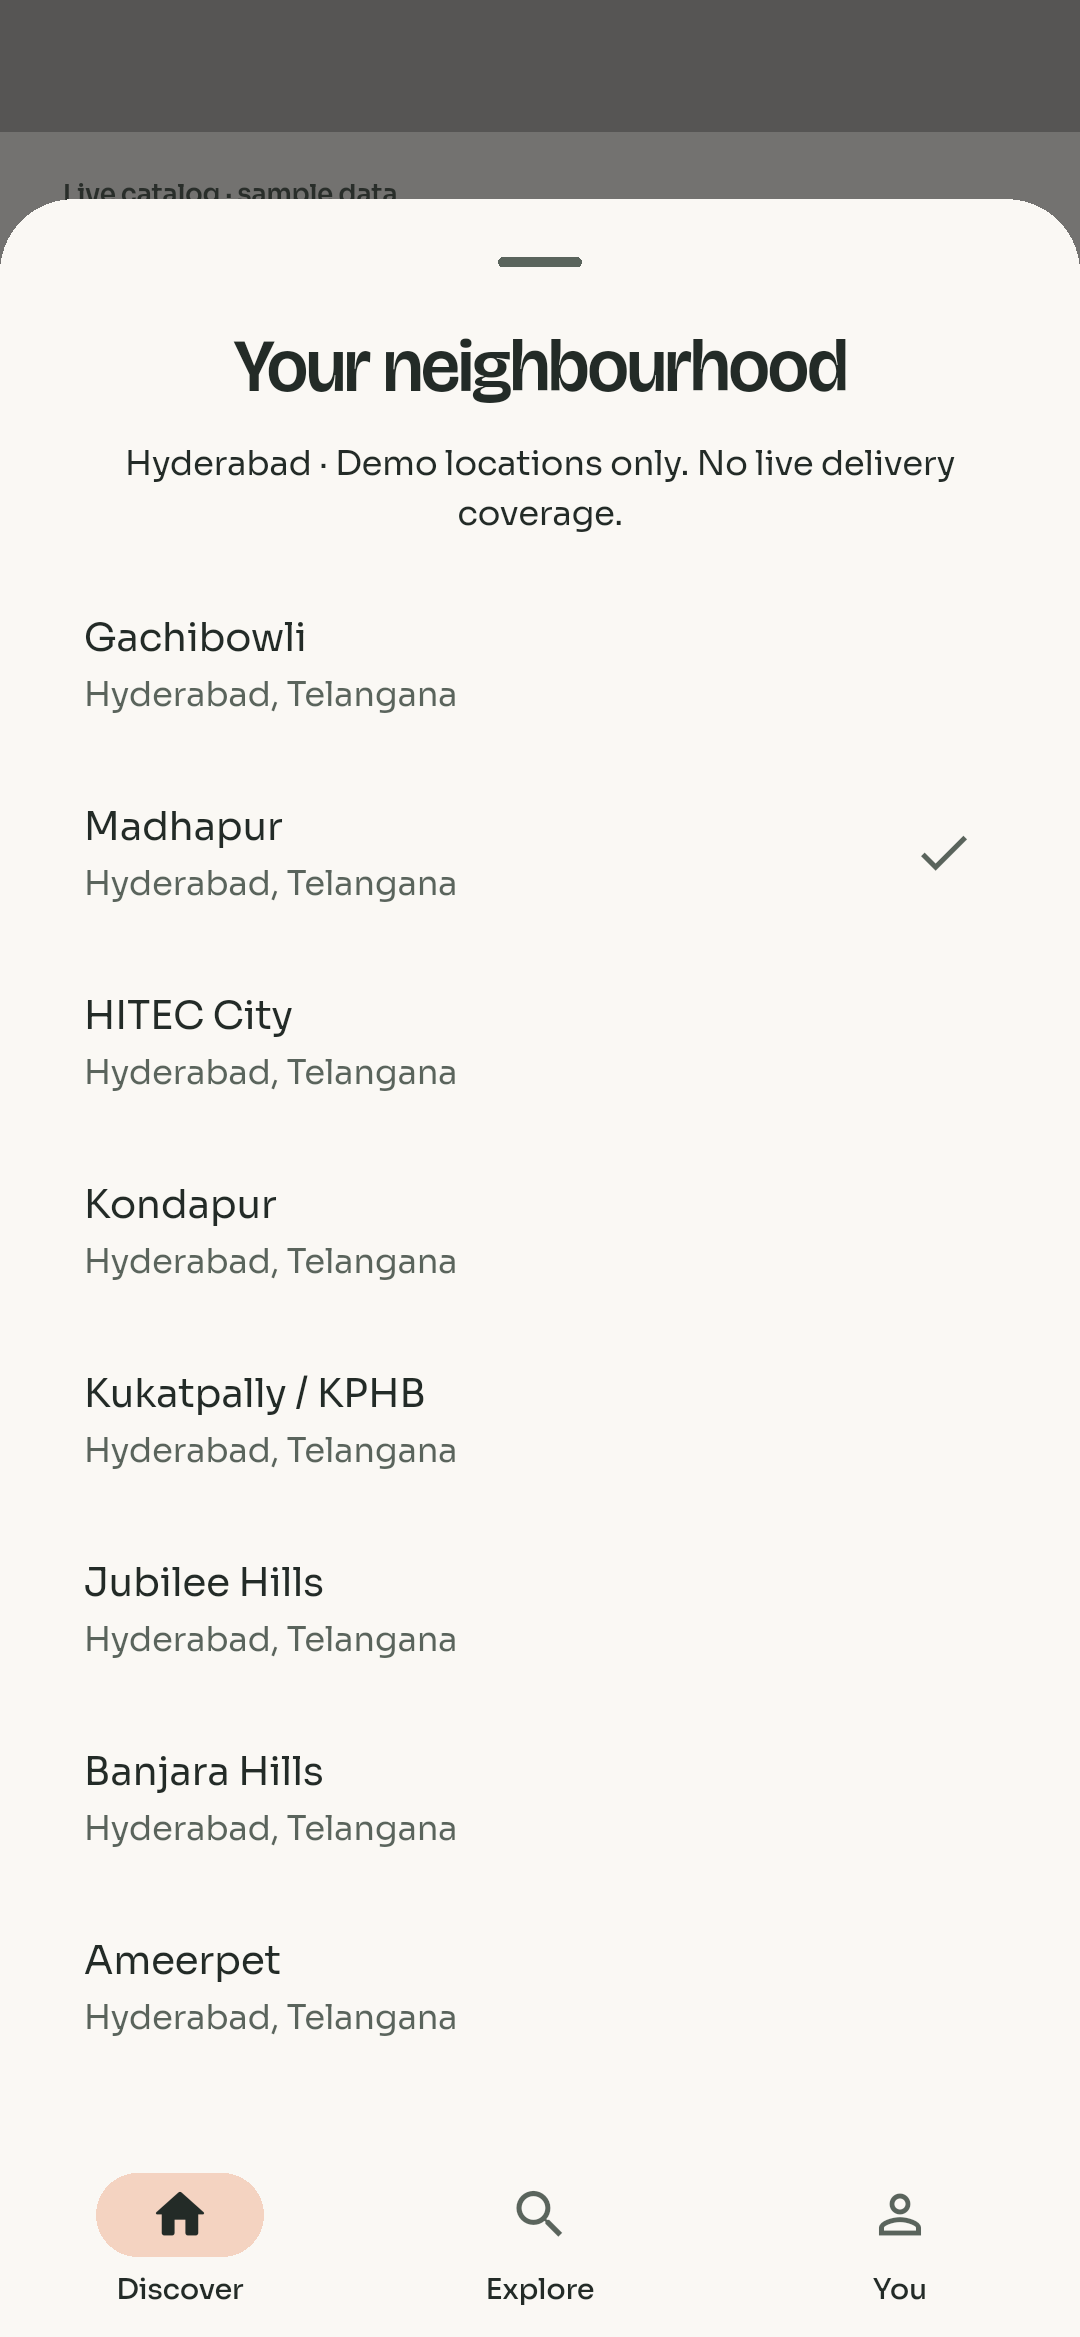 Live catalog · sample data
Your neighbourhood
Hyderabad · Demo locations only. No live delivery
coverage.
Gachibowli
Hyderabad, Telangana
Madhapur
Hyderabad, Telangana
HITEC City
Hyderabad, Telangana
Kondapur
Hyderabad, Telangana
Kukatpally / KPHB
Hyderabad, Telangana
Jubilee Hills
Hyderabad, Telangana
Banjara Hills
Hyderabad, Telangana
Ameerpet
Hyderabad, Telangana
Discover
Explore
You